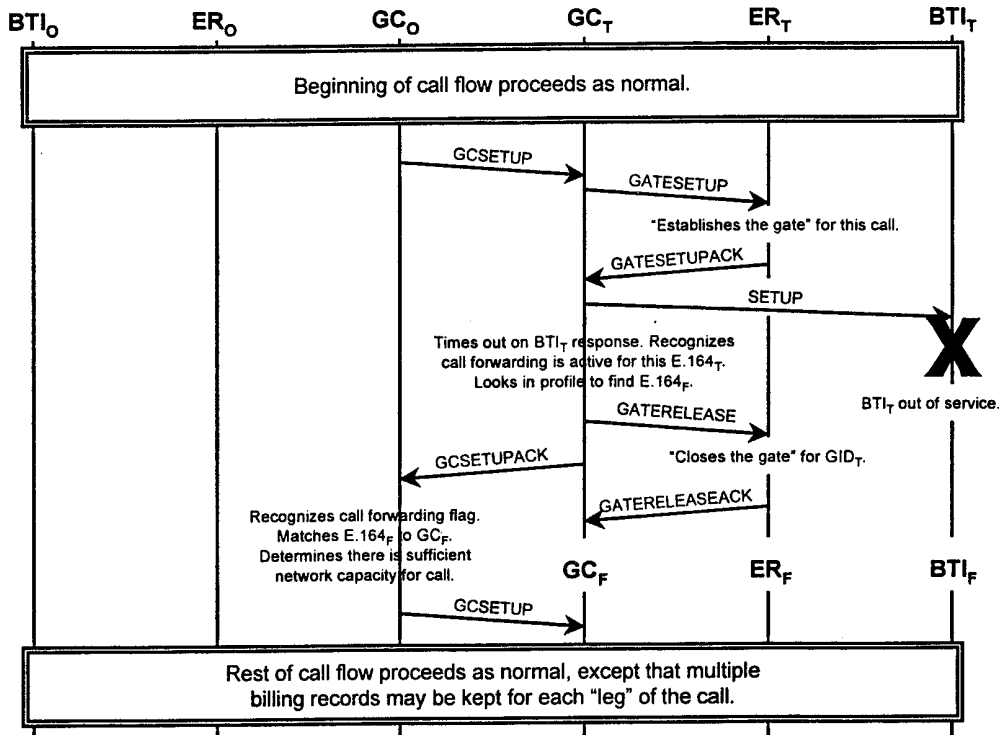 BTI_O ER_O GC_O GC_T ER_T BTI_T
Beginning of call flow proceeds as normal.
GCSETUP
GATESETUP
"Establishes the gate" for this call.
GATESETUPACK
SETUP
Times out on BTI_T response. Recognizes
call forwarding is active for this E.164_T.
Looks in profile to find E.164_F.
X
BTI_T out of service.
GATERELEASE
"Closes the gate" for GID_T.
GCSETUPACK
GATERELEASEACK
Recognizes call forwarding flag.
Matches E.164_F to GC_F.
Determines there is sufficient
network capacity for call.
GC_F ER_F BTI_F
GCSETUP
Rest of call flow proceeds as normal, except that multiple
billing records may be kept for each "leg" of the call.